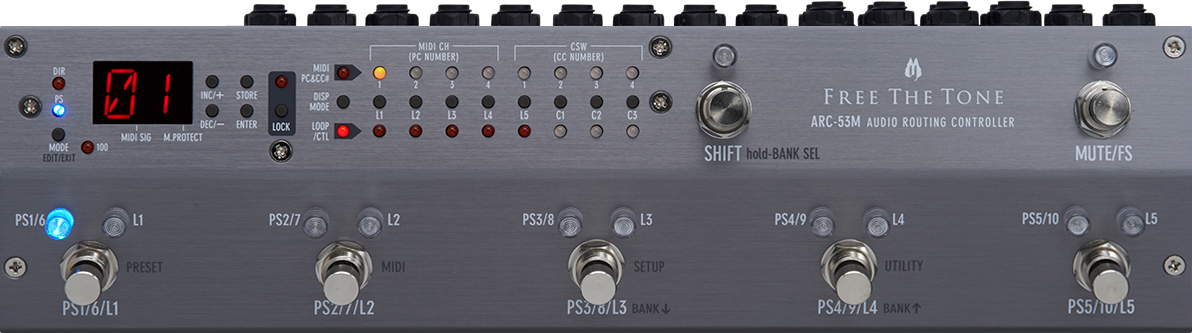 DIR
PS
MODE
EDIT/EXIT
100
01
MIDI SIG
M.PROTECT
INC/+
STORE
DEC/−
ENTER
LOCK
MIDI CH
(PC NUMBER)
CSW
(CC NUMBER)
MIDI
PC&CC#
1 2 3 4 1 2 3 4
DISP
MODE
L1 L2 L3 L4 L5 C1 C2 C3
LOOP
/CTL
SHIFT hold-BANK SEL
FREE THE TONE
ARC-53M AUDIO ROUTING CONTROLLER
MUTE/FS
PS1/6 L1
PRESET
PS1/6/L1
PS2/7 L2
MIDI
PS2/7/L2
PS3/8 L3
SETUP
PS3/8/L3 BANK↓
PS4/9 L4
UTILITY
PS4/9/L4 BANK↑
PS5/10 L5
PS5/10/L5